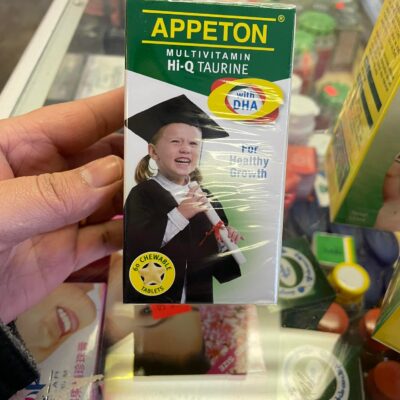 APPETON®
MULTIVITAMIN
Hi-Q TAURINE
with
DHA
For
Healthy
Growth
60 CHEWABLE
TABLETS